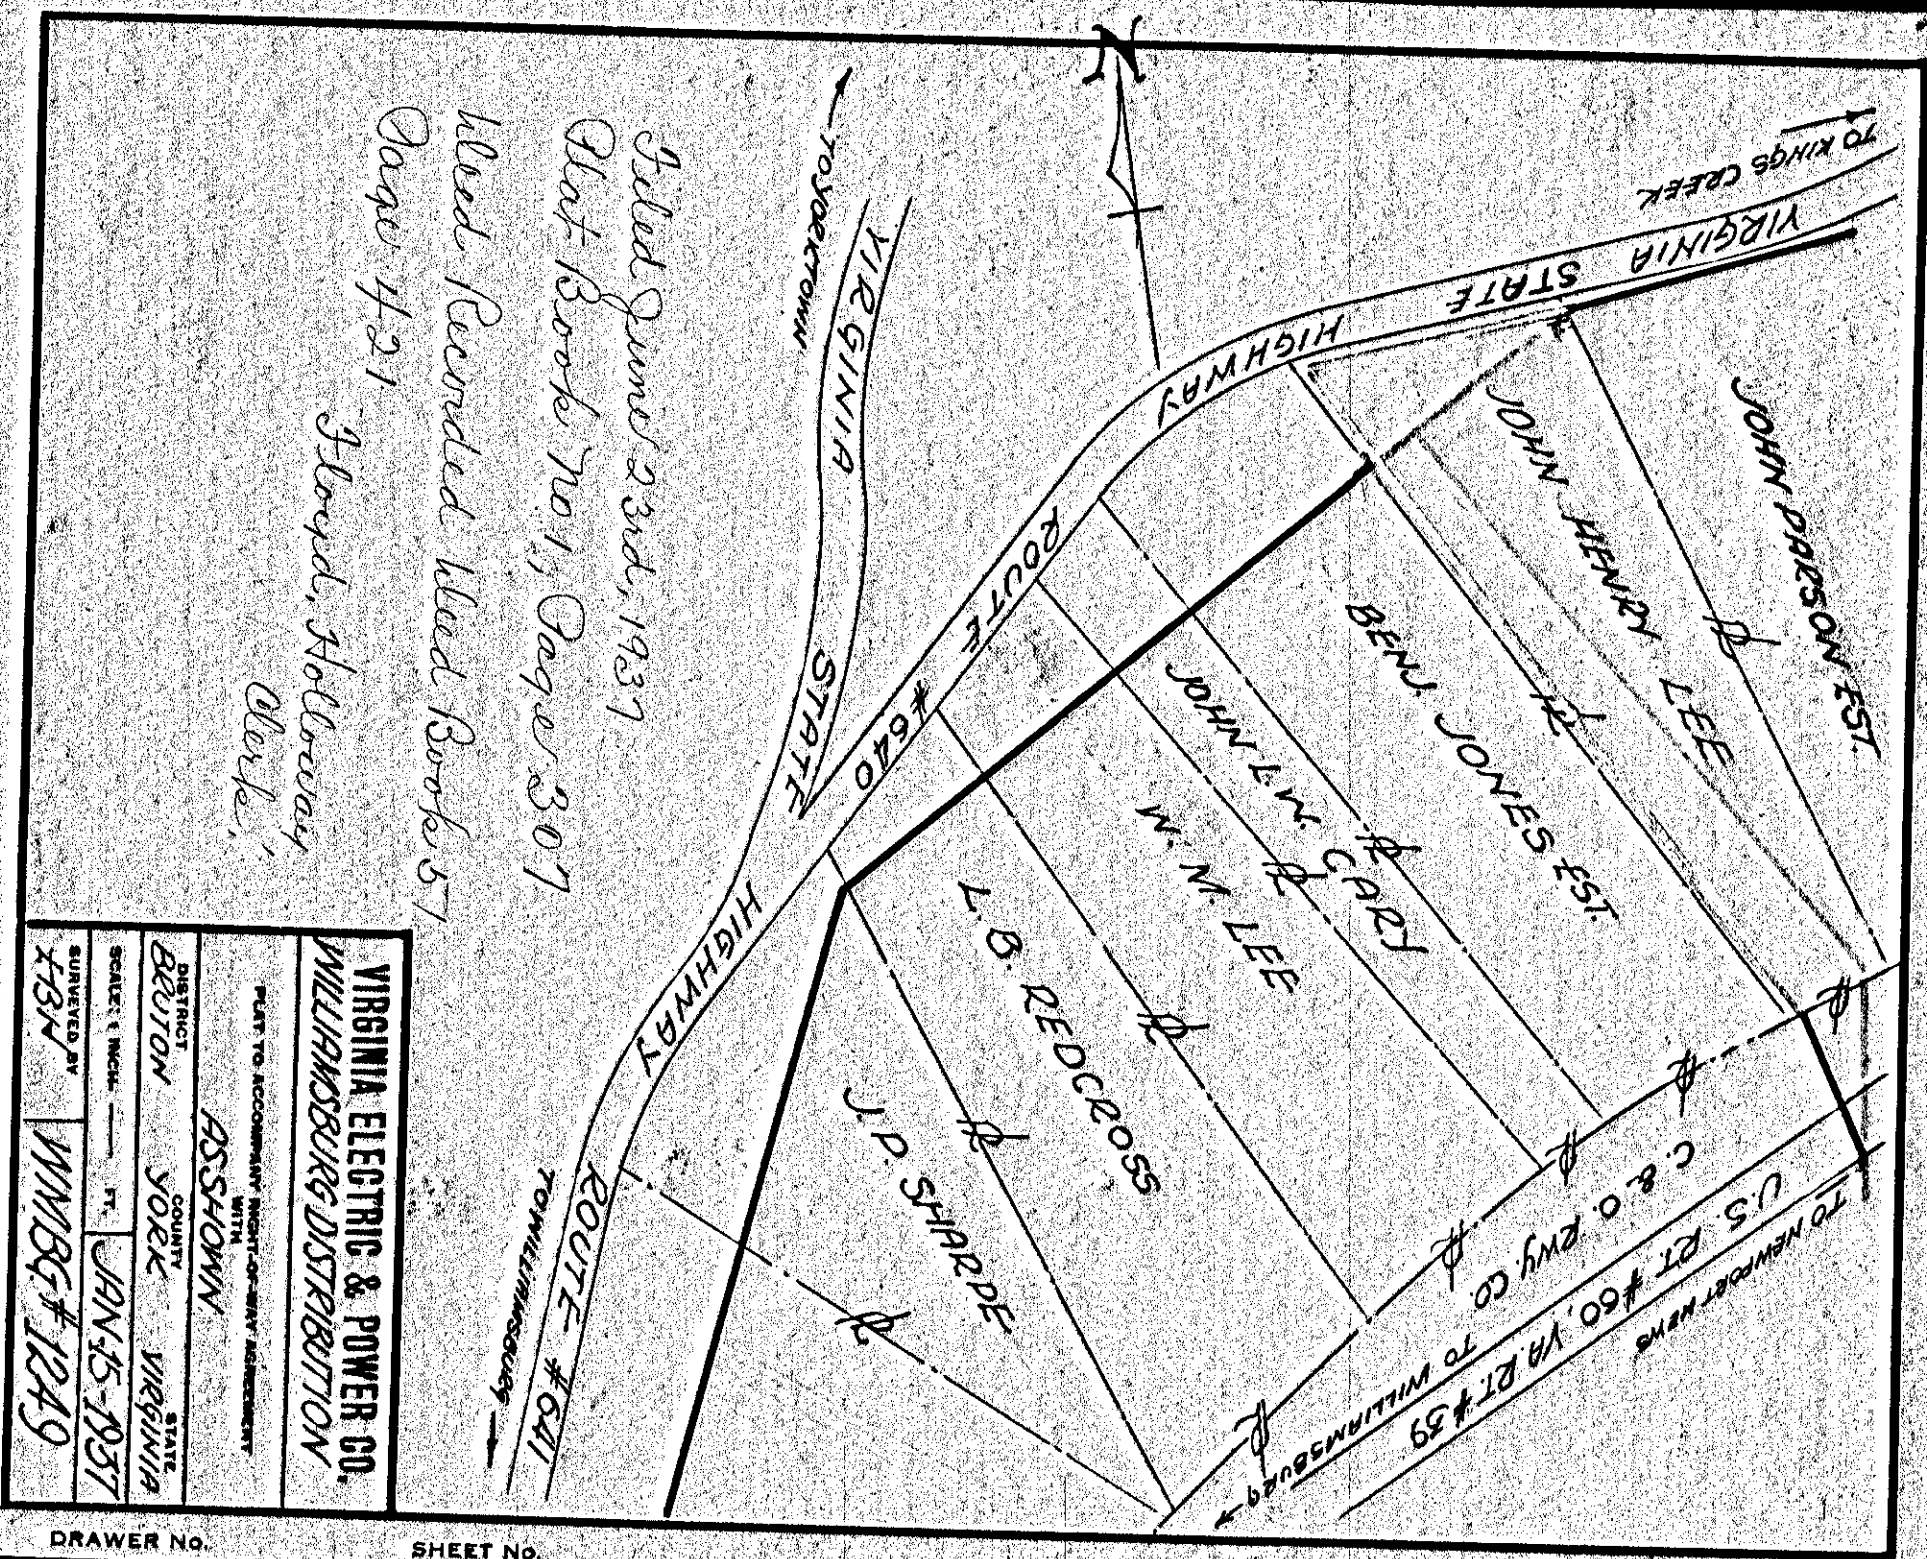 TO KINGS CREEK
VIRGINIA STATE HIGHWAY ROUTE #640
TO YORKTOWN
VIRGINIA STATE HIGHWAY ROUTE #641
TO WILLIAMSBURG
JOHN PARSON EST.
JOHN HENRY LEE
BENJ. JONES EST.
JOHN L.W. CARY
W. M. LEE
L. B. REDCROSS
J. P. SHARPE
C. & O. RWY. CO.
U.S. RT. #60, VA. RT. #39
TO WILLIAMSBURG
TO NEWPORT NEWS
Filed June 23rd, 1937
Plat Book No 1, Page 307
Deed Recorded Deed Book 57
Page 421
Floyd Holloway,
Clerk,
VIRGINIA ELECTRIC & POWER CO.
WILLIAMSBURG DISTRIBUTION
PLAT TO ACCOMPANY RIGHT-OF-WAY AGREEMENT
WITH
AS SHOWN
DISTRICT COUNTY STATE
BRUTON YORK VIRGINIA
SCALE: 1 INCH FT. JAN-15-1937
SURVEYED BY
WMBG.# 1249
DRAWER NO.
SHEET NO.